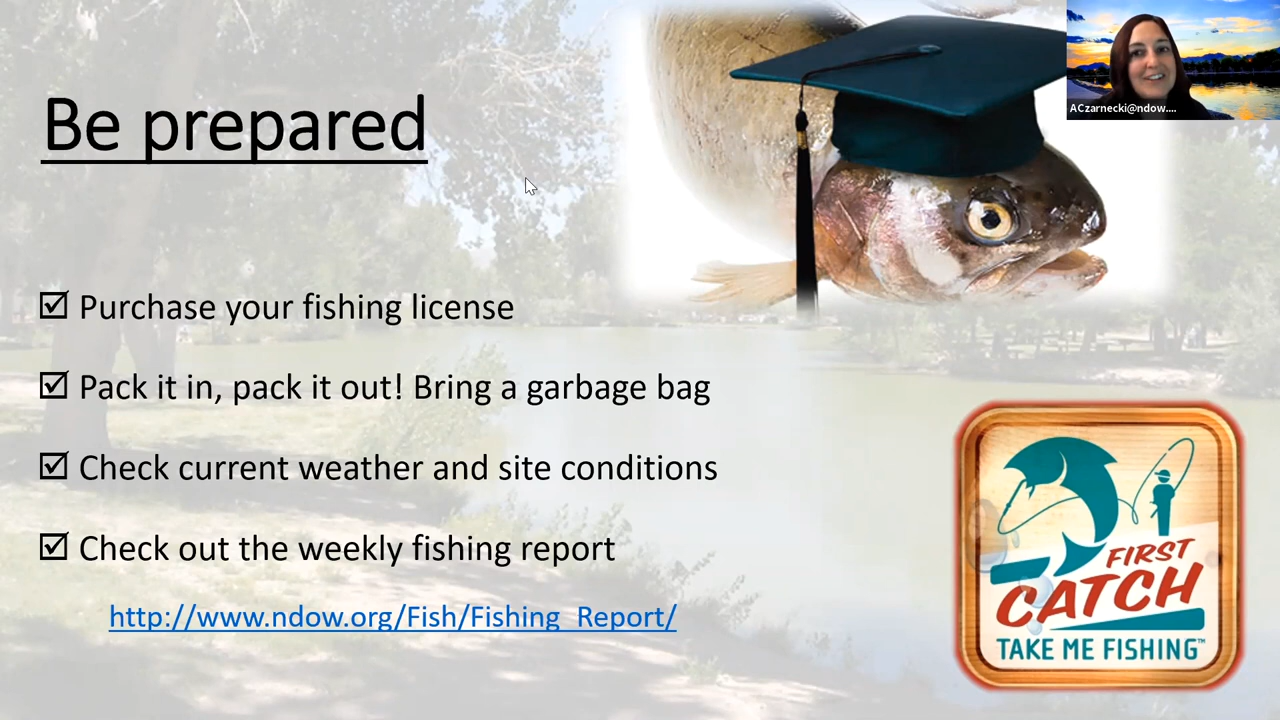 Be prepared
ACzarnecki@ndow....
☑ Purchase your fishing license
☑ Pack it in, pack it out! Bring a garbage bag
☑ Check current weather and site conditions
☑ Check out the weekly fishing report
http://www.ndow.org/Fish/Fishing_Report/
FIRST
CATCH
TAKE ME FISHING™